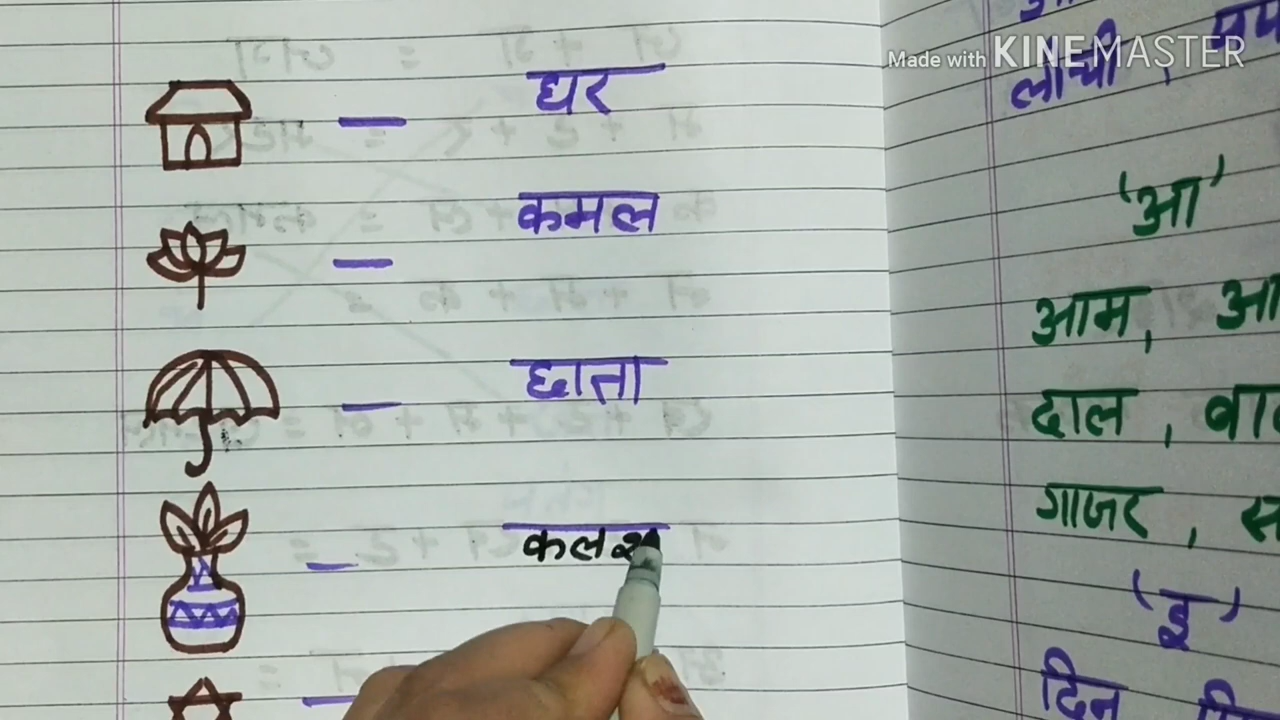 Made with KINEMASTER
घर
कमल
छाता
कलश
'आ'
आम,
दाल,
गाजर,
'इ'
दिन